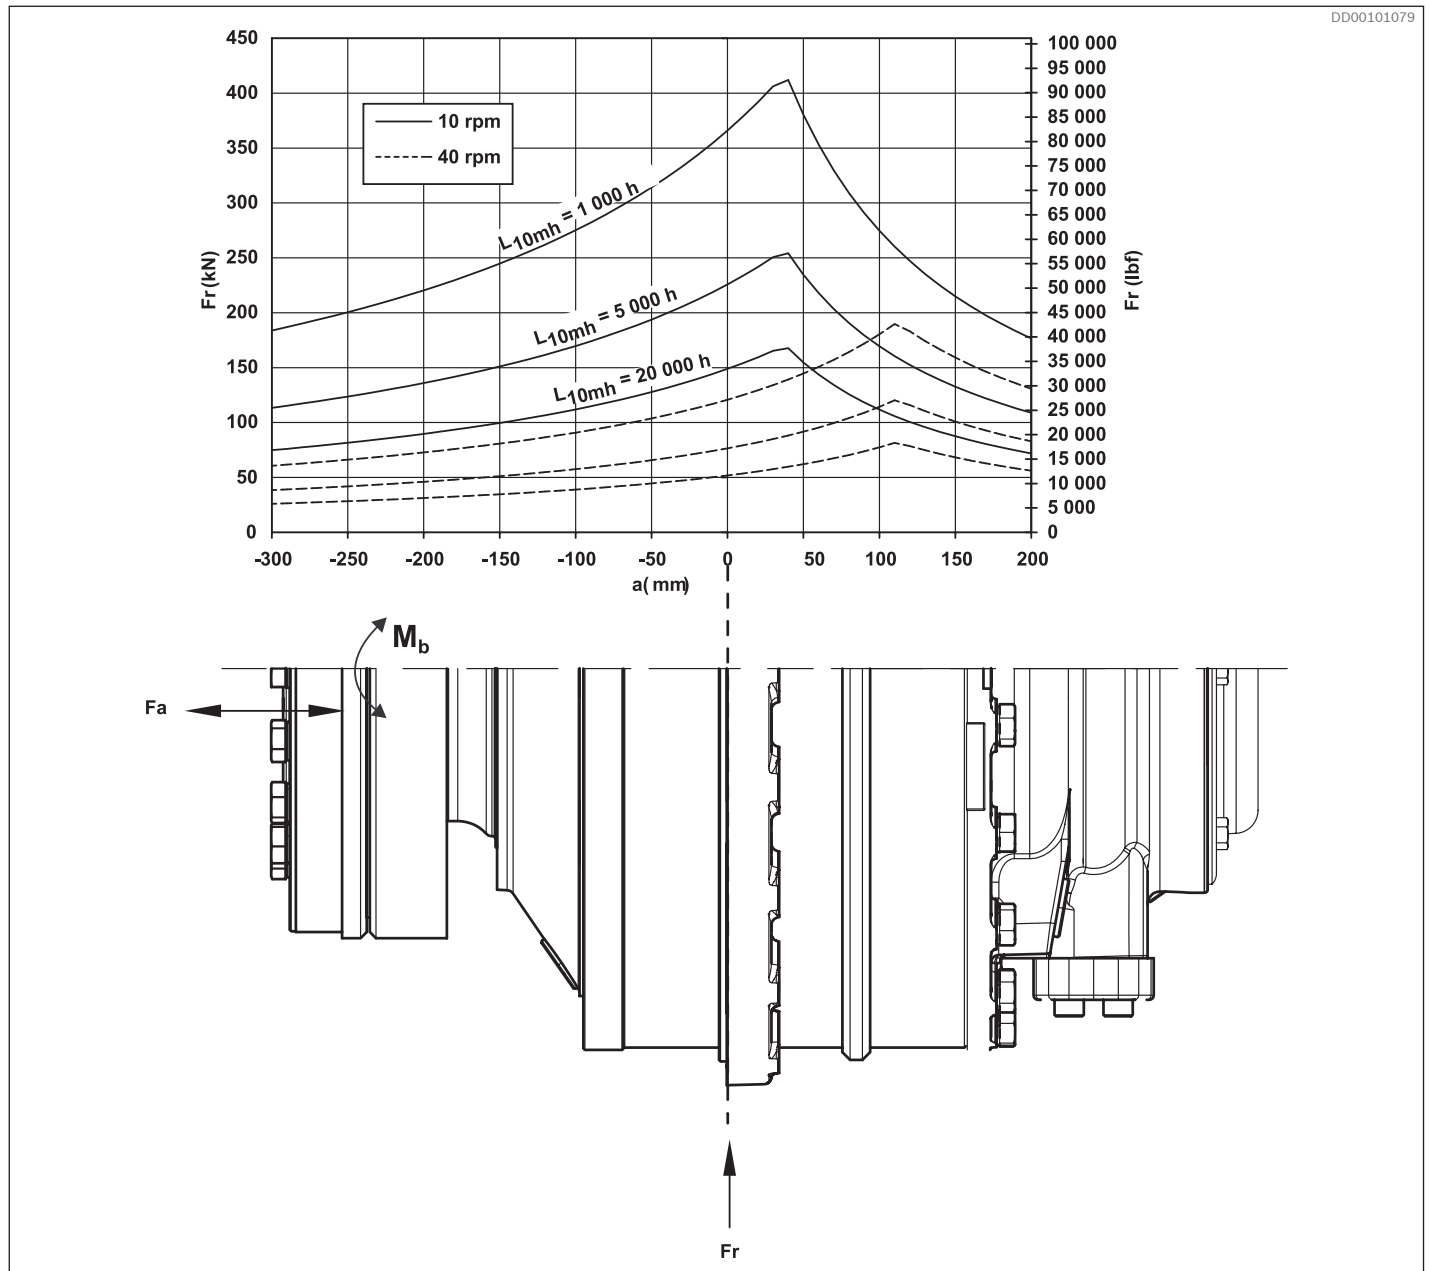 DD00101079
450
400
350
300
250
200
150
100
50
0
Fr (kN)
100 000
95 000
90 000
85 000
80 000
75 000
70 000
65 000
60 000
55 000
50 000
45 000
40 000
35 000
30 000
25 000
20 000
15 000
10 000
5 000
0
Fr (lbf)
10 rpm
40 rpm
L10mh = 1 000 h
L10mh = 5 000 h
L10mh = 20 000 h
-300 -250 -200 -150 -100 -50 0 50 100 150 200
a( mm)
Mb
Fa
Fr